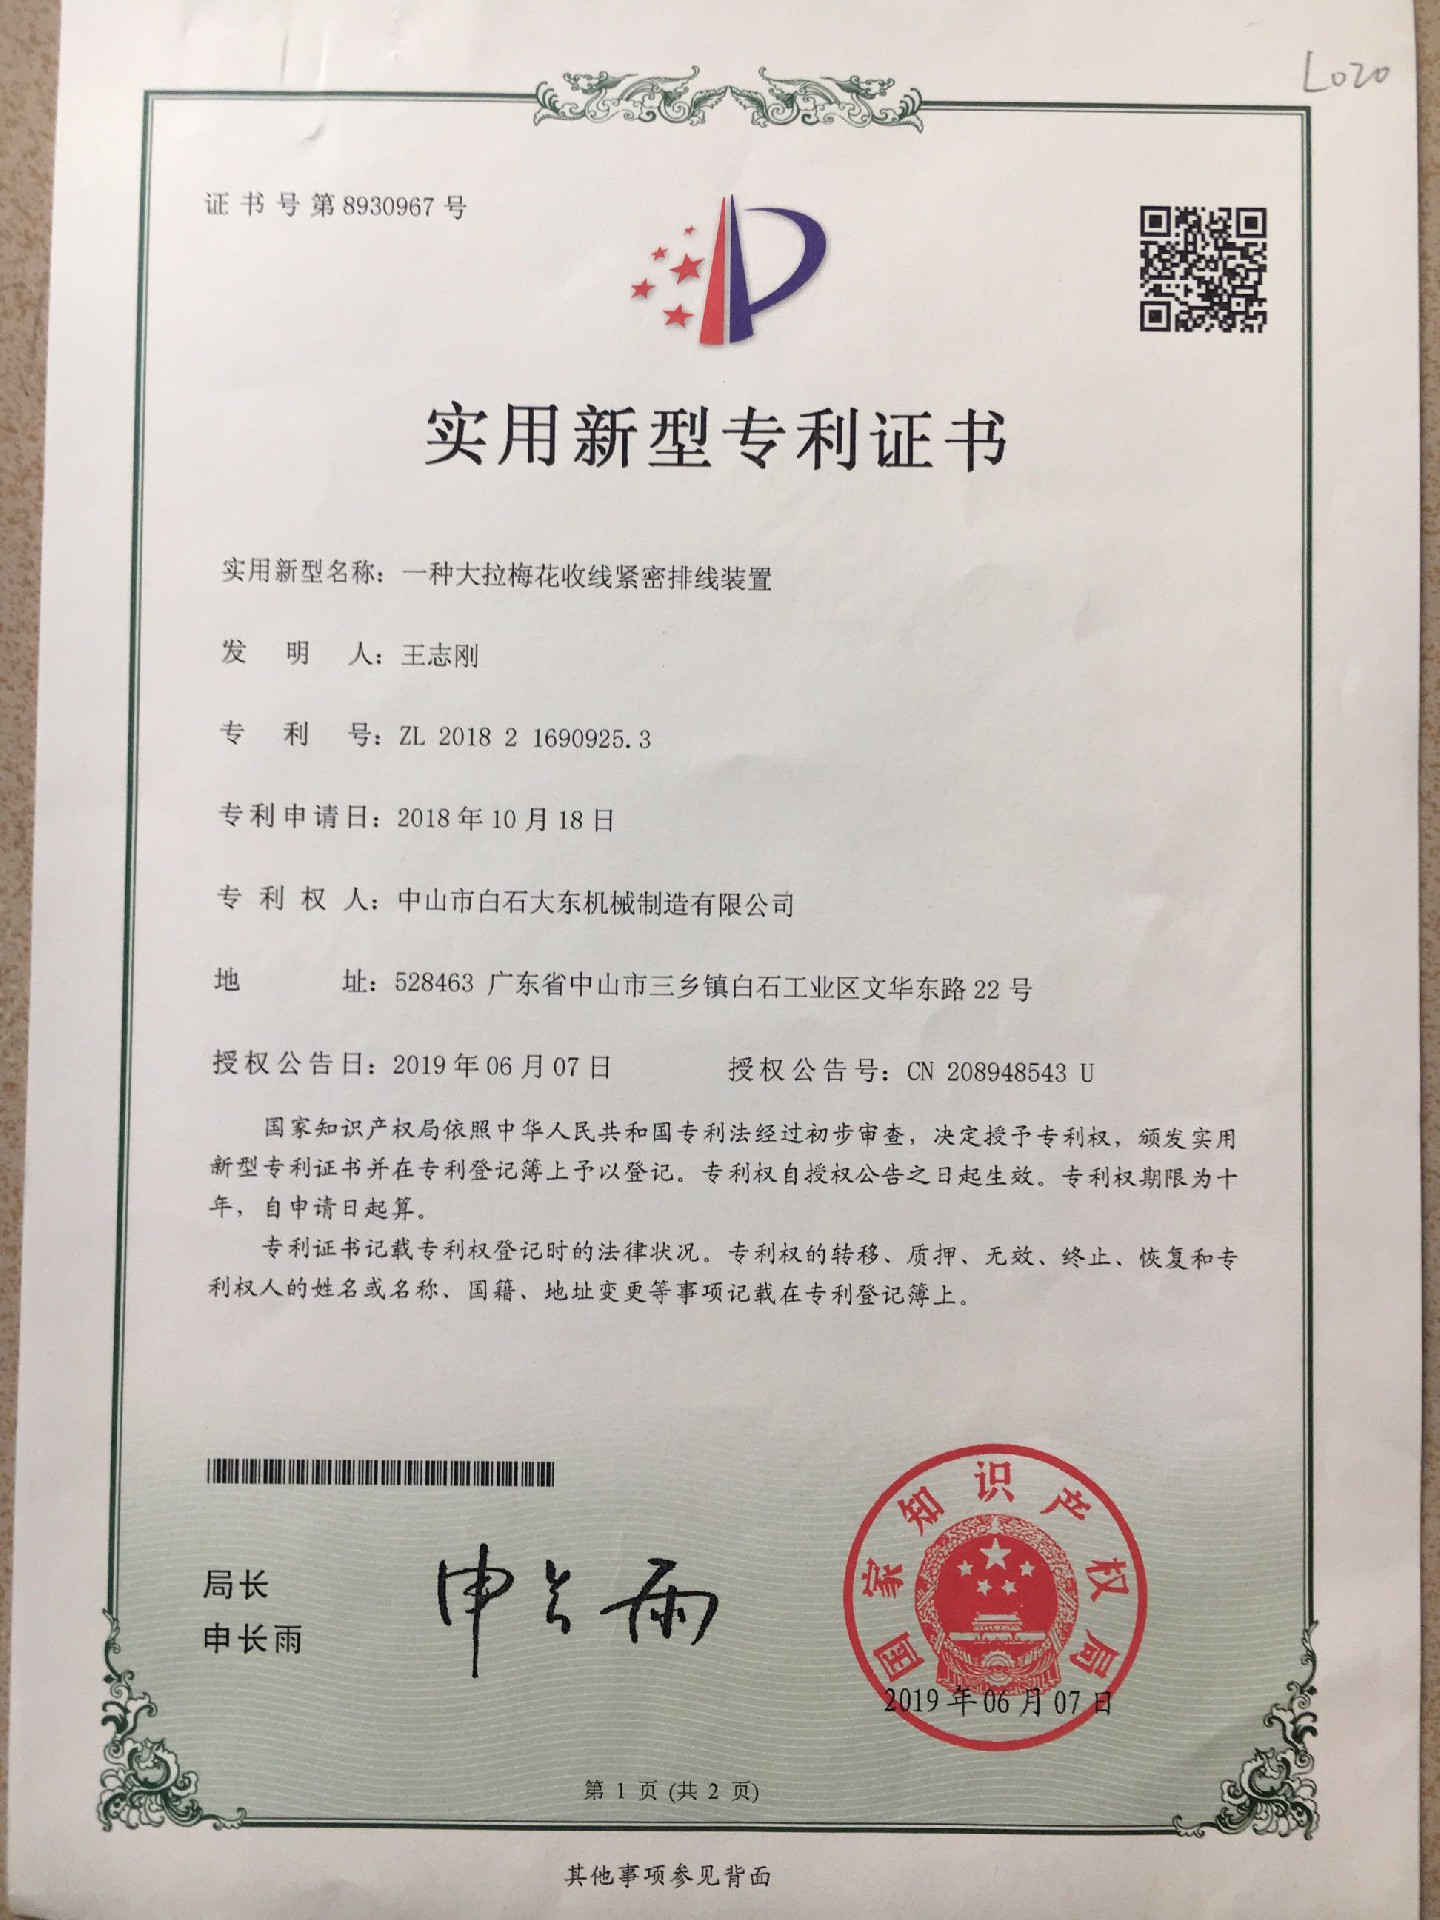 L020
证书号第8930967号
实用新型专利证书
实用新型名称：一种大拉梅花收线紧密排线装置
发明人：王志刚
专利号：ZL 2018 2 1690925.3
专利申请日：2018年10月18日
专利权人：中山市白石大东机械制造有限公司
地址：528463 广东省中山市三乡镇白石工业区文华东路22号
授权公告日：2019年06月07日 授权公告号：CN 208948543 U
国家知识产权局依照中华人民共和国专利法经过初步审查，决定授予专利权，颁发实用
新型专利证书并在专利登记簿上予以登记。专利权自授权公告之日起生效。专利权期限为十
年，自申请日起算。
专利证书记载专利权登记时的法律状况。专利权的转移、质押、无效、终止、恢复和专
利权人的姓名或名称、国籍、地址变更等事项记载在专利登记簿上。
局长
申长雨
申长雨
国家知识产权局
2019年06月07日
第 1 页 (共 2 页)
其他事项参见背面